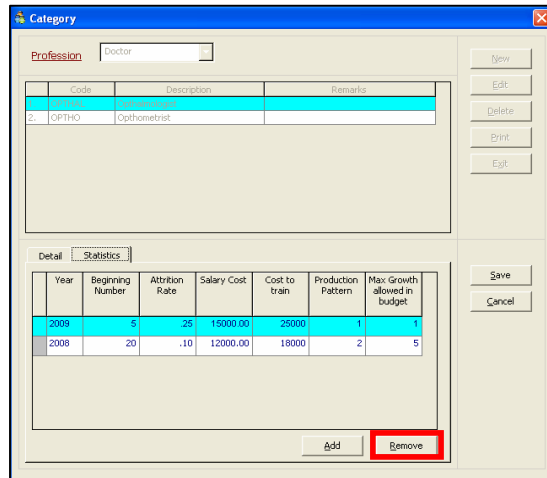 Category
Profession Doctor
New
Edit
Delete
Print
Exit
Code Description Remarks
1. OPTHAL
2. OPTHO Opthometrist
Detail Statistics
Year Beginning Number Attrition Rate Salary Cost Cost to train Production Pattern Max Growth allowed in budget
2009 5 .25 15000.00 25000 1 1
2008 20 .10 12000.00 18000 2 5
Save
Cancel
Add Remove